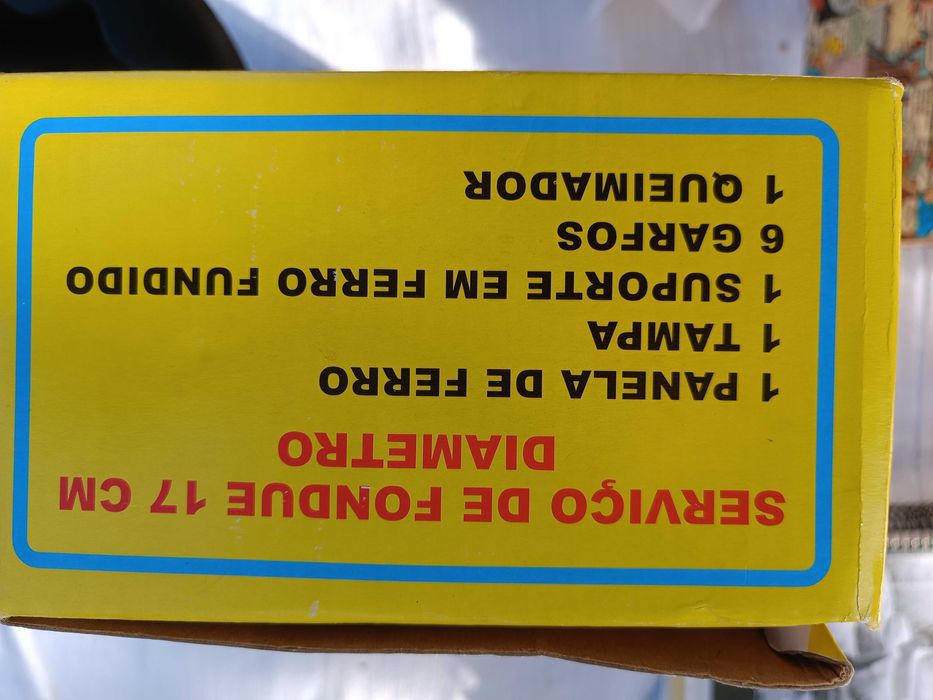 SERVIÇO DE FONDUE 17 CM
DIAMETRO
1 PANELA DE FERRO
1 TAMPA
1 SUPORTE EM FERRO FUNDIDO
6 GARFOS
1 QUEIMADOR